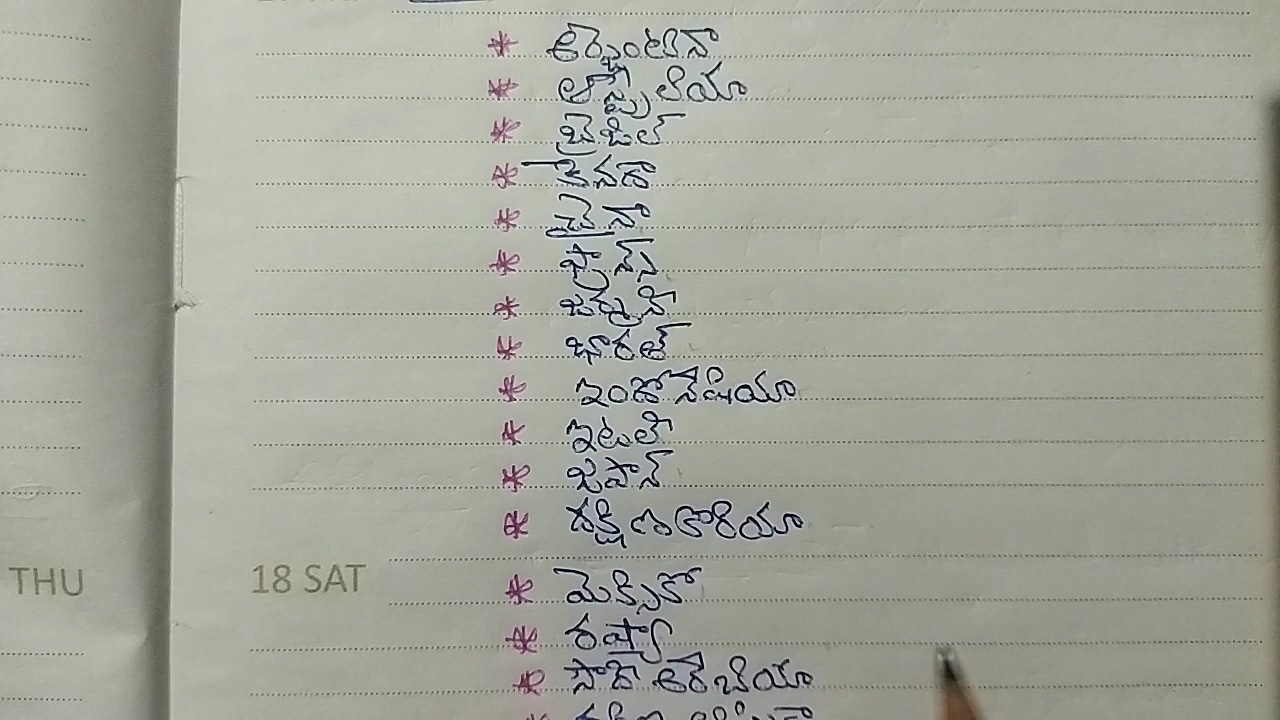 అర్జెంటినా
ఆస్ట్రేలియా
బ్రెజిల్
కెనడా
చైనా
ఫ్రాన్స్
జర్మనీ
భారత్
ఇండోనేషియా
ఇటలీ
జపాన్
దక్షిణ కొరియా
THU 18 SAT మెక్సికో
రష్యా
సౌదీ అరేబియా